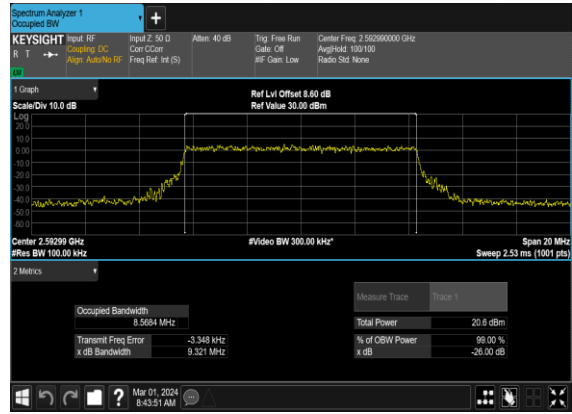 Spectrum Analyzer 1
Occupied BW
+
KEYSIGHT Input: RF Input Z: 50 Ω Atten: 40 dB Trig: Free Run Center Freq: 2.592990000 GHz
R T Coupling: DC Corr CCorr Gate: Off Avg|Hold: 100/100
Align: Auto/No RF Freq Ref: Int (S) #IF Gain: Low Radio Std: None
LW
1 Graph
Scale/Div 10.0 dB Ref Lvl Offset 8.60 dB
Ref Value 30.00 dBm
Log
20.0
10.0
0.00
-10.0
-20.0
-30.0
-40.0
-50.0
-60.0
Center 2.59299 GHz #Video BW 300.00 kHz* Span 20 MHz
#Res BW 100.00 kHz Sweep 2.53 ms (1001 pts)
2 Metrics
Measure Trace Trace 1
Occupied Bandwidth
8.5684 MHz Total Power 20.6 dBm
Transmit Freq Error -3.348 kHz % of OBW Power 99.00 %
x dB Bandwidth 9.321 MHz x dB -26.00 dB
? Mar 01, 2024
8:43:51 AM